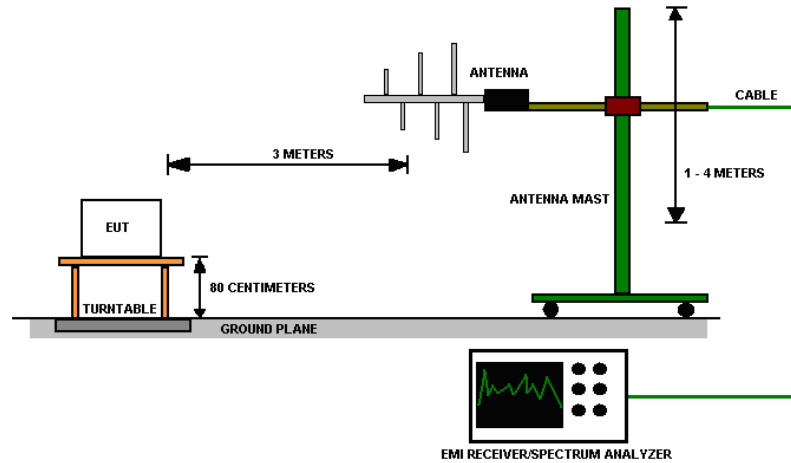 ANTENNA
CABLE
3 METERS
1 - 4 METERS
ANTENNA MAST
EUT
80 CENTIMETERS
TURNTABLE
GROUND PLANE
EMI RECEIVER/SPECTRUM ANALYZER